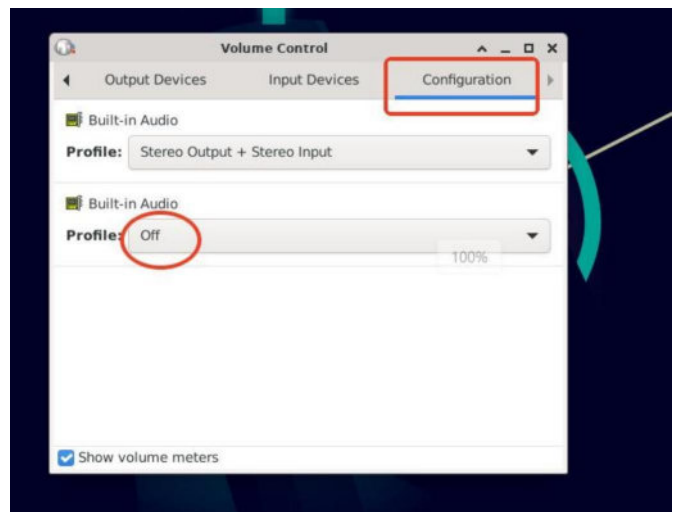 Volume Control
Output Devices Input Devices Configuration
Built-in Audio
Profile: Stereo Output + Stereo Input
Built-in Audio
Profile: Off
100%
Show volume meters